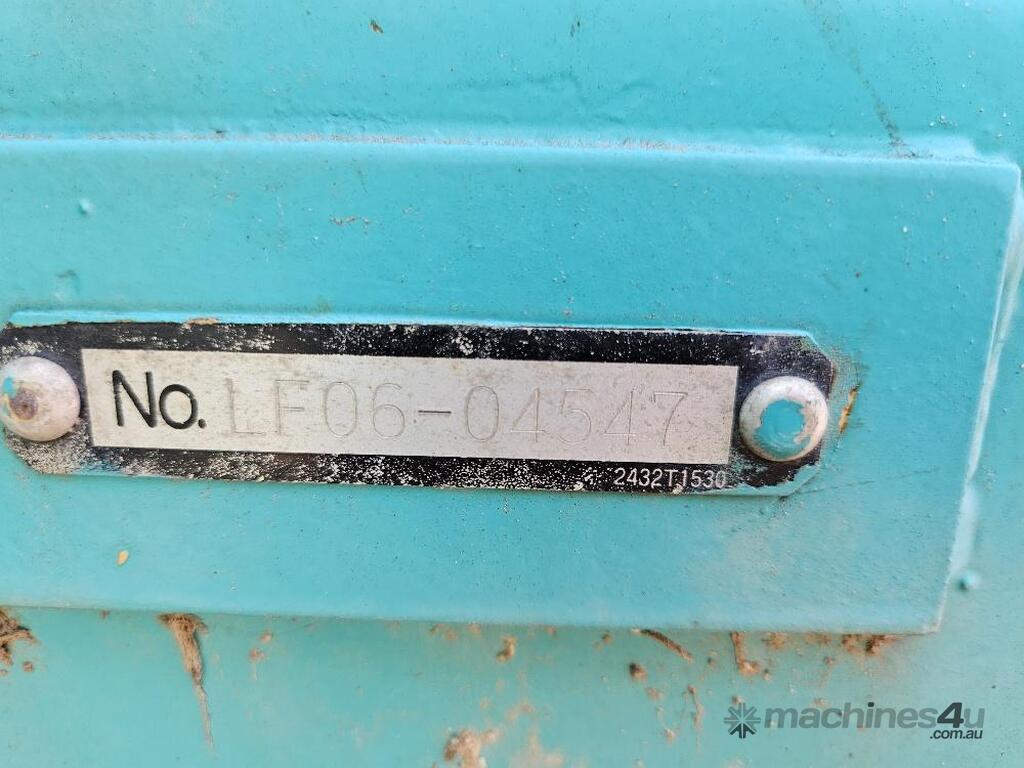 No. LF06-04547
2432T1530
machines4u
.com.au